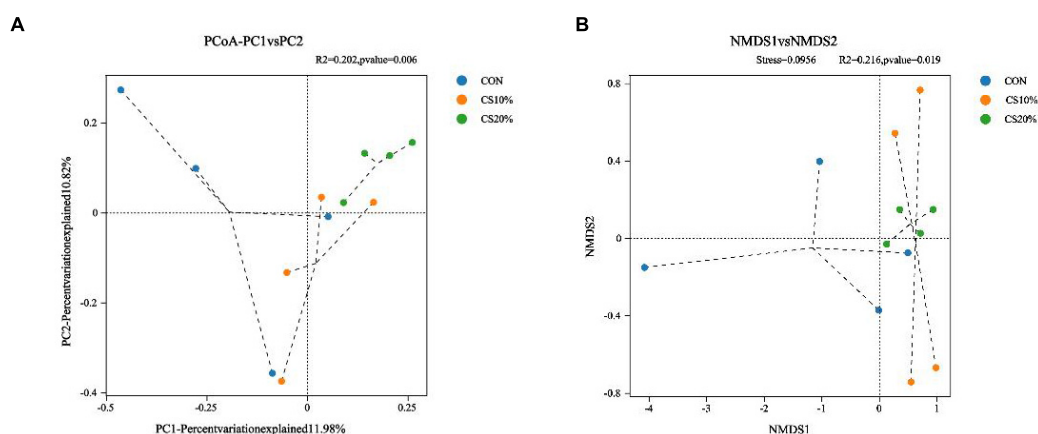 A
PCoA-PC1vsPC2
R2=0.202,pvalue=0.006
CON
CS10%
CS20%
0.2
0
-0.2
-0.4
-0.5
-0.25
0
0.25
PC2-Percentvariationexplained10.82%
PC1-Percentvariationexplained11.98%
B
NMDS1vsNMDS2
Stress=0.0956 R2=0.216,pvalue=0.019
CON
CS10%
CS20%
0.8
0.4
0
-0.4
-0.8
-4
-3
-2
-1
0
1
NMDS2
NMDS1